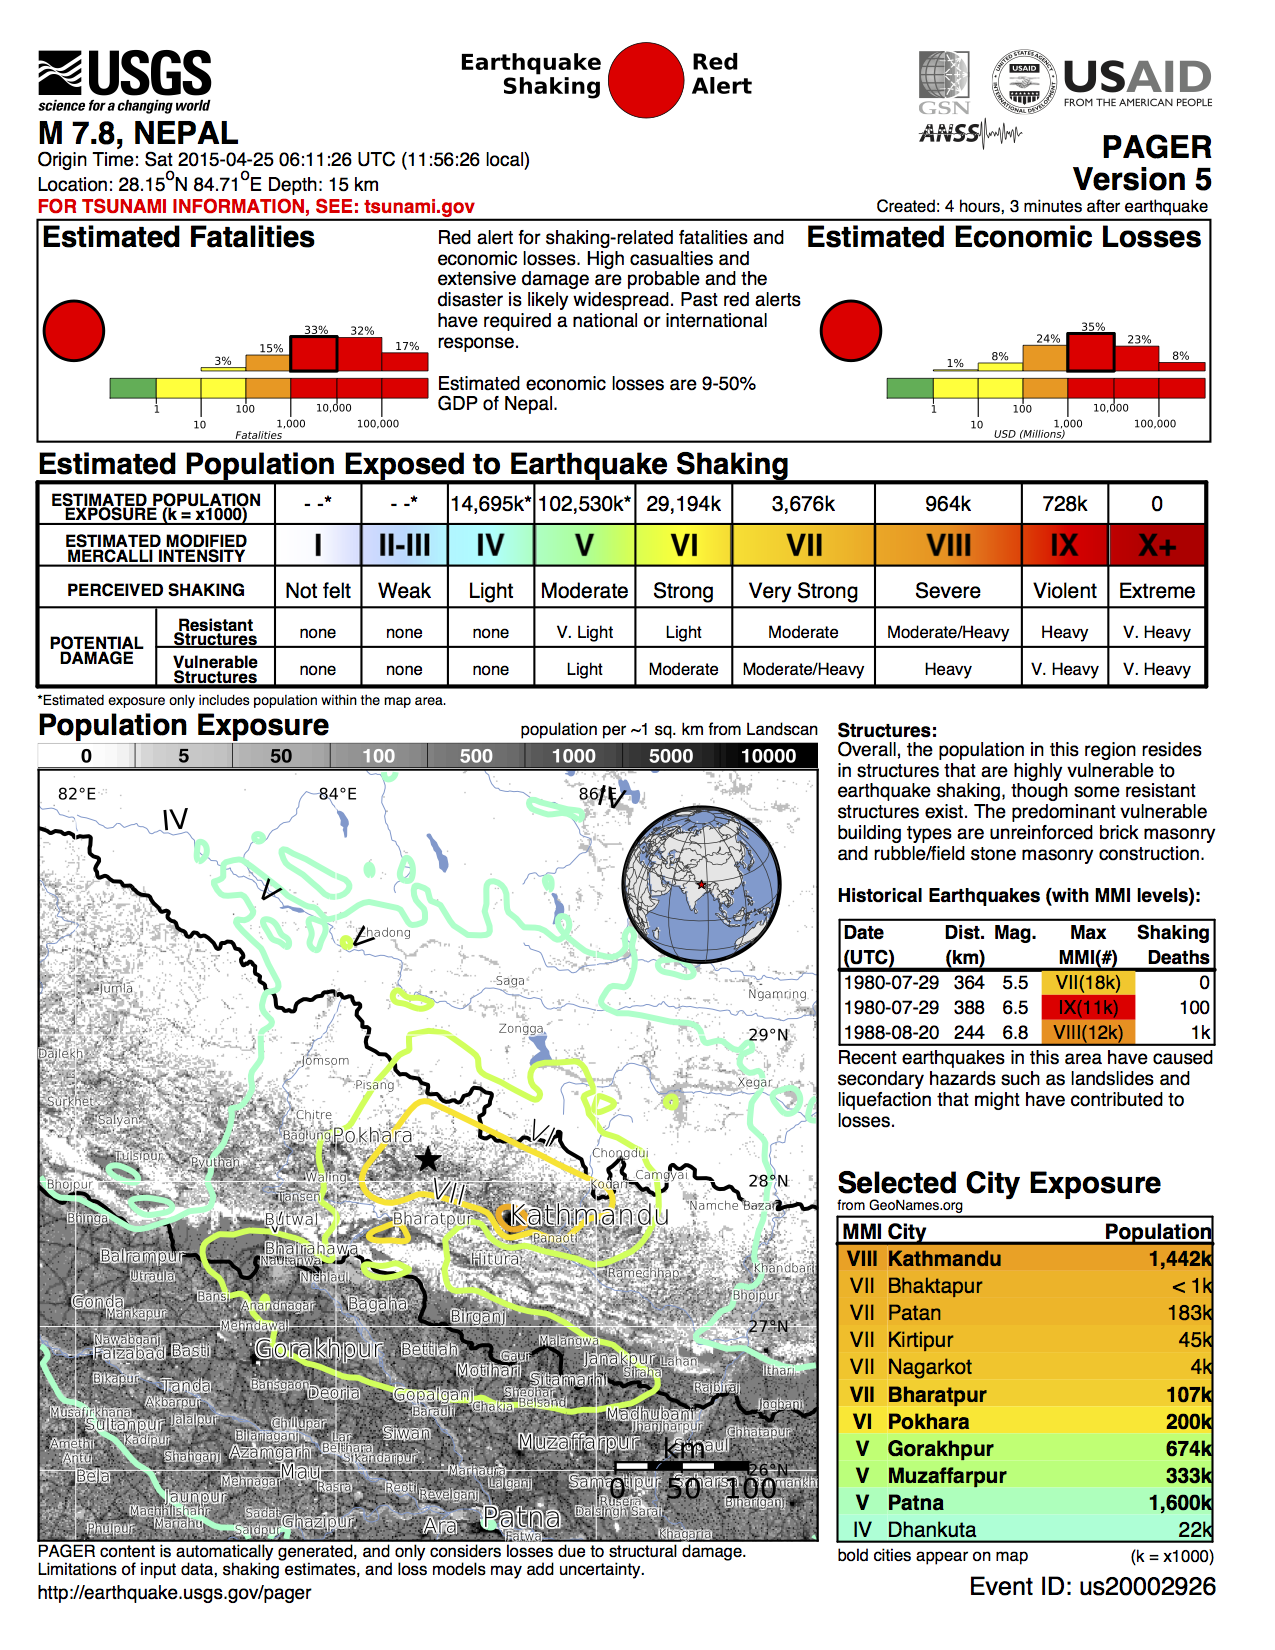 USGS
science for a changing world
Earthquake Shaking
Red Alert
GSN
ANSS
UNITED STATES AGENCY
INTERNATIONAL DEVELOPMENT
USAID
USAID
FROM THE AMERICAN PEOPLE
M 7.8, NEPAL
Origin Time: Sat 2015-04-25 06:11:26 UTC (11:56:26 local)
Location: 28.15°N 84.71°E Depth: 15 km
FOR TSUNAMI INFORMATION, SEE: tsunami.gov
PAGER
Version 5
Created: 4 hours, 3 minutes after earthquake
Estimated Fatalities
3% 15% 33% 32% 17%
1 100 10,000
10 1,000 100,000
Fatalities
Red alert for shaking-related fatalities and
economic losses. High casualties and
extensive damage are probable and the
disaster is likely widespread. Past red alerts
have required a national or international
response.
Estimated economic losses are 9-50%
GDP of Nepal.
Estimated Economic Losses
1% 8% 24% 35% 23% 8%
1 100 10,000
10 1,000 100,000
USD (Millions)
Estimated Population Exposed to Earthquake Shaking
ESTIMATED POPULATION EXPOSURE (k = x1000) - -* - -* 14,695k* 102,530k* 29,194k 3,676k 964k 728k 0
ESTIMATED MODIFIED MERCALLI INTENSITY I II-III IV V VI VII VIII IX X+
PERCEIVED SHAKING Not felt Weak Light Moderate Strong Very Strong Severe Violent Extreme
POTENTIAL DAMAGE
Resistant Structures none none none V. Light Light Moderate Moderate/Heavy Heavy V. Heavy
Vulnerable Structures none none none Light Moderate Moderate/Heavy Heavy V. Heavy V. Heavy
*Estimated exposure only includes population within the map area.
Population Exposure
population per ~1 sq. km from Landscan
0 5 50 100 500 1000 5000 10000
82°E 84°E 86°E
IV
IV
V
V
Zhadong
Saga
Jumla
Ngamring
Zongga
29°N
Dailekh
Jomsom
Pisang
Xegar
Surkhet
Salyan
Chitre
Baglung
Pokhara
VI
Tulsipur
Pyuthan
Chongdui
Waling
Kodari
Camgyai
28°N
Bhojpur
Tansen
VII
Namche Bazar
Bhinga
Butwal
Bharatpur
Kathmandu
Panaoti
Balrampur
Bhairahawa
Nautanwa
Hitura
Khandbari
Utraula
Nichlaul
Ramechhap
Bansi
Bhojpur
Gonda
Mankapur
Anandnagar
Bagaha
Birganj
Mehndawal
27°N
Nawabganj
Faizabad
Basti
Gorakhpur
Bettiah
Malangwa
Gaur
Janakpur
Lahan
Motihari
Siraha
Ithari
Bikapur
Tanda
Bansgaon
Deoria
Sitamarhi
Rajbiraj
Akbarpur
Gopalganj
Sheohar
Belsand
Chakia
Jogbani
Musafirkhana
Sultanpur
Jalalpur
Barauli
Madhubani
Jhanjharpur
Kadipur
Chillupar
Siwan
Chhatapur
Amethi
Bilariaganj
Lar
Belthara
Muzaffarpur
Supaul
Antu
Shahganj
Azamgarh
Sikandarpur
km
Bela
Mau
Marhaura
26°N
Mehnagar
Rasra
Reoti
Lalganj
Samastipur
Saharsa
Jaunpur
Revelganj
0 50 100
Machhlishahr
Mariahu
Sadat
Rusera
Dalsingh Sarai
Bihariganj
Phulpur
Saidpur
Ghazipur
Ara
Patna
Fatwa
Khagaria
PAGER content is automatically generated, and only considers losses due to structural damage.
Limitations of input data, shaking estimates, and loss models may add uncertainty.
http://earthquake.usgs.gov/pager
Structures:
Overall, the population in this region resides
in structures that are highly vulnerable to
earthquake shaking, though some resistant
structures exist. The predominant vulnerable
building types are unreinforced brick masonry
and rubble/field stone masonry construction.
Historical Earthquakes (with MMI levels):
Date (UTC) Dist. (km) Mag. Max MMI(#) Shaking Deaths
1980-07-29 364 5.5 VII(18k) 0
1980-07-29 388 6.5 IX(11k) 100
1988-08-20 244 6.8 VIII(12k) 1k
Recent earthquakes in this area have caused
secondary hazards such as landslides and
liquefaction that might have contributed to
losses.
Selected City Exposure
from GeoNames.org
MMI City Population
VIII Kathmandu 1,442k
VII Bhaktapur < 1k
VII Patan 183k
VII Kirtipur 45k
VII Nagarkot 4k
VII Bharatpur 107k
VI Pokhara 200k
V Gorakhpur 674k
V Muzaffarpur 333k
V Patna 1,600k
IV Dhankuta 22k
bold cities appear on map (k = x1000)
Event ID: us20002926